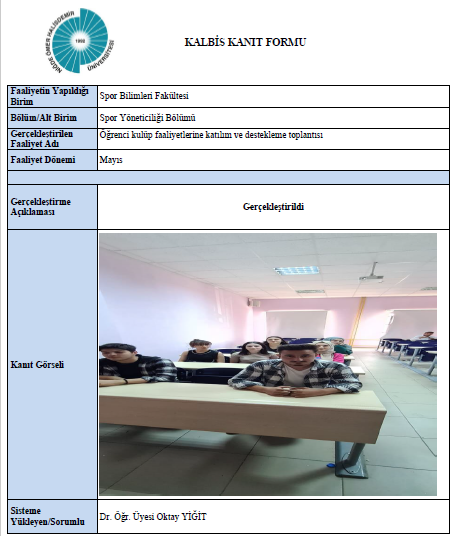 NİĞDE ÖMER HALİSDEMİR ÜNİVERSİTESİ
1992
KALBİS KANIT FORMU
Faaliyetin Yapıldığı
Birim
Spor Bilimleri Fakültesi
Bölüm/Alt Birim
Spor Yöneticiliği Bölümü
Gerçekleştirilen
Faaliyet Adı
Öğrenci kulüp faaliyetlerine katılım ve destekleme toplantısı
Faaliyet Dönemi
Mayıs
Gerçekleştirme
Açıklaması
Gerçekleştirildi
Kanıt Görseli
Sisteme
Yükleyen/Sorumlu
Dr. Öğr. Üyesi Oktay YİĞİT